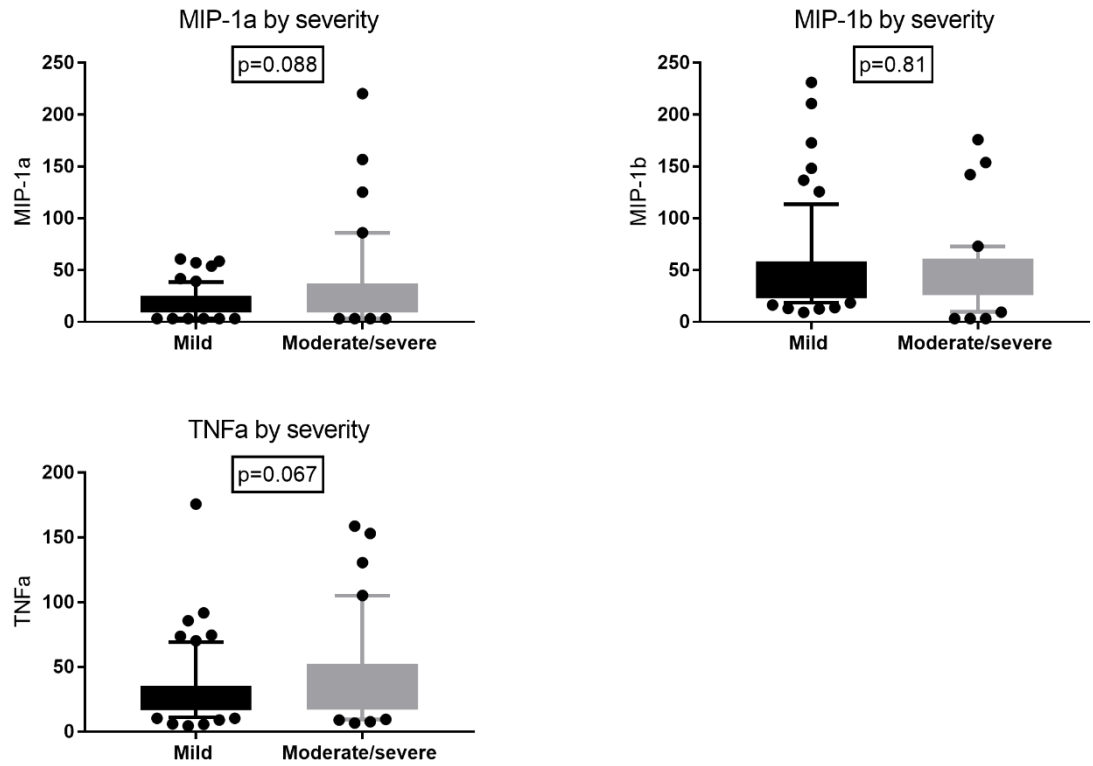 MIP-1a by severity
p=0.088
MIP-1a
250
200
150
100
50
0
Mild Moderate/severe
MIP-1b by severity
p=0.81
MIP-1b
250
200
150
100
50
0
Mild Moderate/severe
TNFa by severity
p=0.067
TNFa
200
150
100
50
0
Mild Moderate/severe